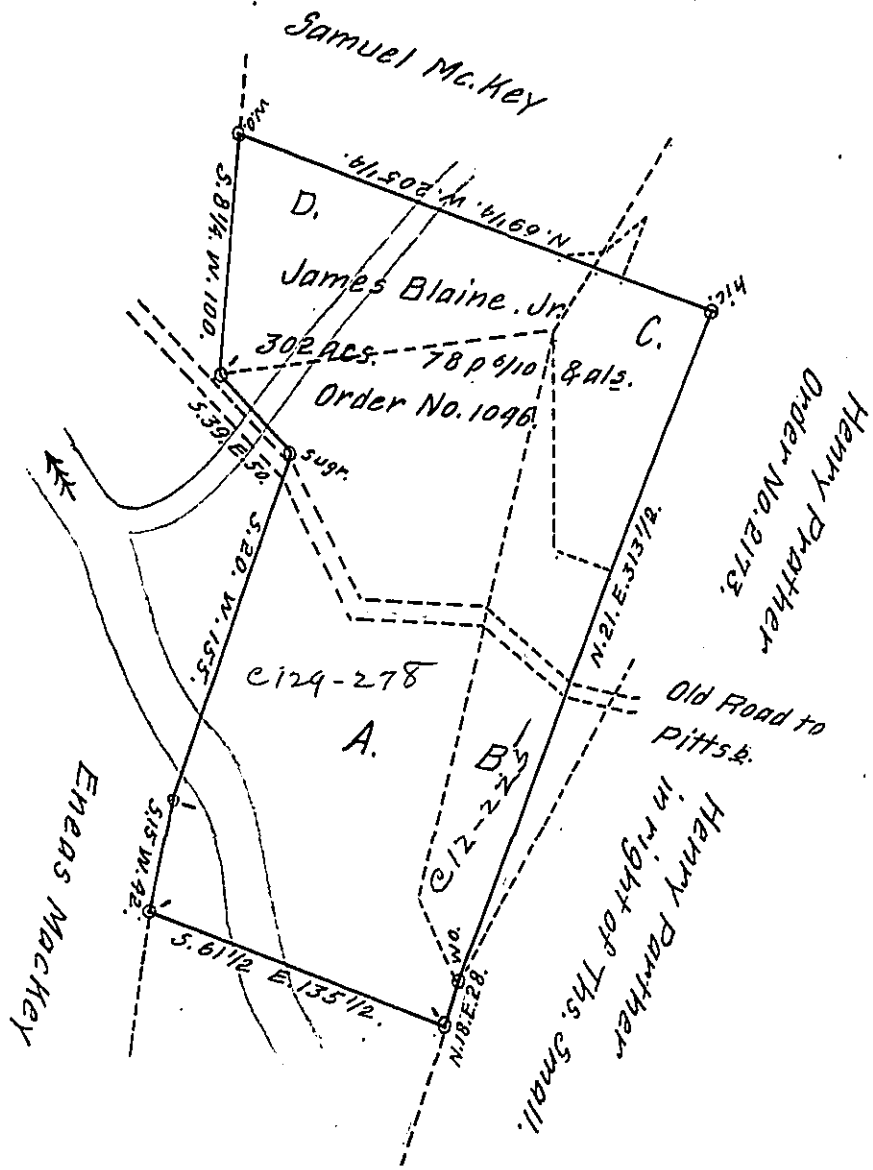 Samuel Mc.Key
W.o.
N. 69 1/4. W. 205 1/4.
S. 8 1/4. W. 100.
D.
hic.
James Blaine. Jr.
C.
302 acs. 78 p 6/10 & als.
Order No. 1096.
Henry Prather
Order No. 2173.
S. 39. E. 50.
sugr.
N. 21. E. 313 1/2.
S. 20. W. 155.
C129-278
A.
B.
C12-225
Old Road to
Pittsb.
Henry Parther
in right of Ths. Small.
Eneas Mackey
S. 15 W. 42.
S. 61 1/2 E 135 1/2.
wo.
N. 18. E. 28.